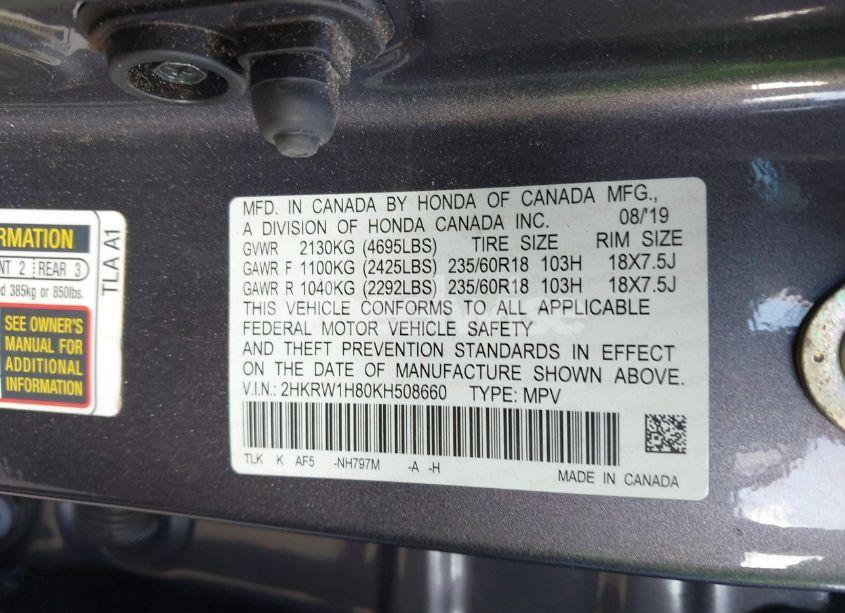 RMATION
NT 2 REAR 3
d 385kg or 850lbs.
SEE OWNER'S
MANUAL FOR
ADDITIONAL
INFORMATION
TLA A1
MFD. IN CANADA BY HONDA OF CANADA MFG.,
A DIVISION OF HONDA CANADA INC. 08/'19
GVWR 2130KG (4695LBS) TIRE SIZE RIM SIZE
GAWR F 1100KG (2425LBS) 235/60R18 103H 18X7.5J
GAWR R 1040KG (2292LBS) 235/60R18 103H 18X7.5J
THIS VEHICLE CONFORMS TO ALL APPLICABLE
FEDERAL MOTOR VEHICLE SAFETY
AND THEFT PREVENTION STANDARDS IN EFFECT
ON THE DATE OF MANUFACTURE SHOWN ABOVE.
V.I.N.: 2HKRW1H80KH508660 TYPE: MPV
TLK K AF5 -NH797M -A -H
MADE IN CANADA